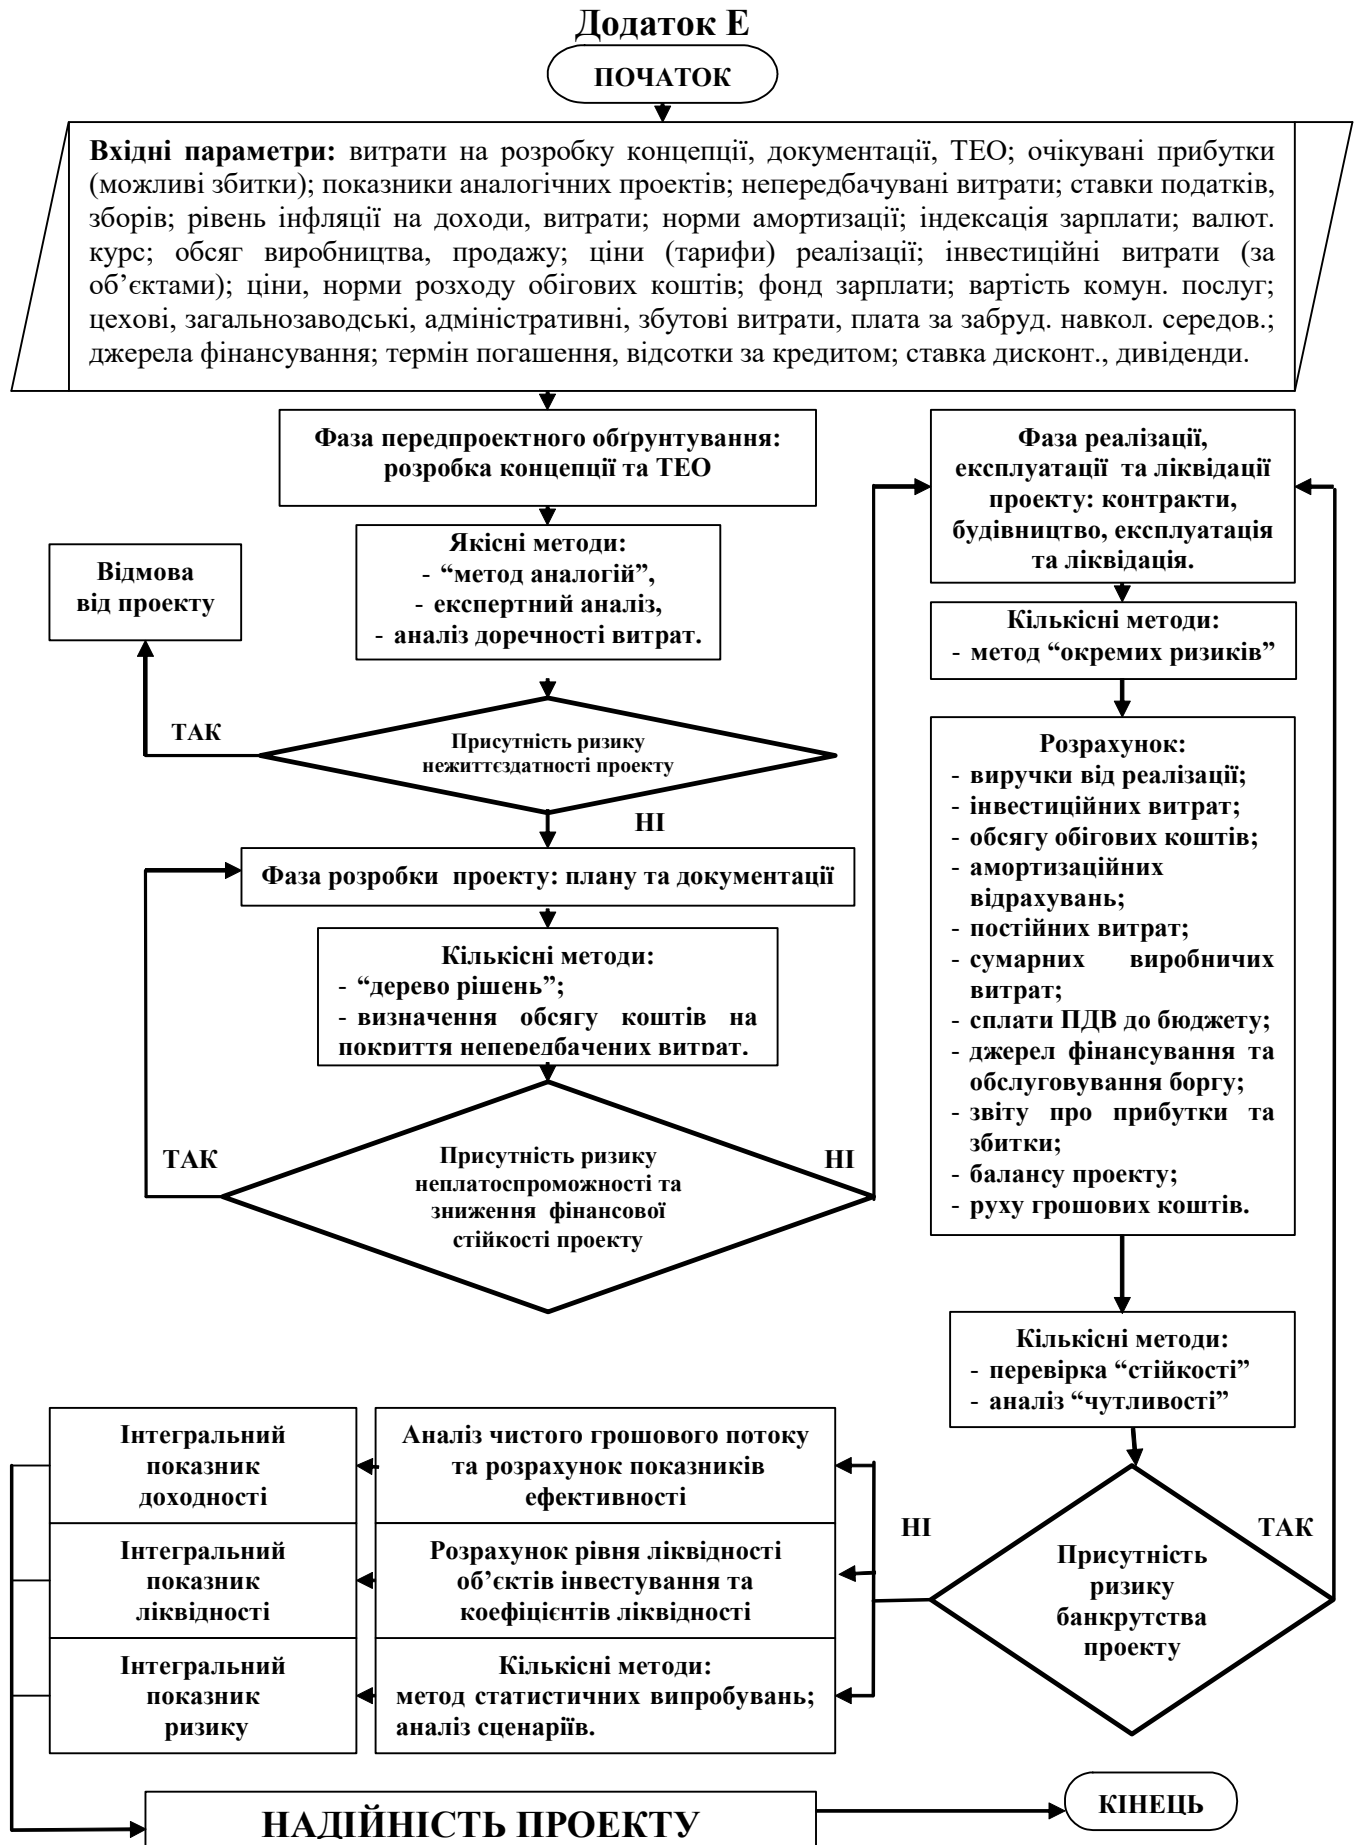 Додаток Е
ПОЧАТОК
Вхідні параметри: витрати на розробку концепції, документації, ТЕО; очікувані прибутки
(можливі збитки); показники аналогічних проектів; непередбачувані витрати; ставки податків,
зборів; рівень інфляції на доходи, витрати; норми амортизації; індексація зарплати; валют.
курс; обсяг виробництва, продажу; ціни (тарифи) реалізації; інвестиційні витрати (за
об’єктами); ціни, норми розходу обігових коштів; фонд зарплати; вартість комун. послуг;
цехові, загальнозаводські, адміністративні, збутові витрати, плата за забруд. навкол. середов.;
джерела фінансування; термін погашення, відсотки за кредитом; ставка дисконт., дивіденди.
Фаза передпроектного обґрунтування:
розробка концепції та ТЕО
Якісні методи:
- “метод аналогій”,
- експертний аналіз,
- аналіз доречності витрат.
Відмова
від проекту
ТАК
Присутність ризику
нежиттєздатності проекту
НІ
Фаза розробки проекту: плану та документації
Кількісні методи:
- “дерево рішень”;
- визначення обсягу коштів на
покриття непередбачених витрат.
ТАК
Присутність ризику
неплатоспроможності та
зниження фінансової
стійкості проекту
НІ
Фаза реалізації,
експлуатації та ліквідації
проекту: контракти,
будівництво, експлуатація
та ліквідація.
Кількісні методи:
- метод “окремих ризиків”
Розрахунок:
- виручки від реалізації;
- інвестиційних витрат;
- обсягу обігових коштів;
- амортизаційних
відрахувань;
- постійних витрат;
- сумарних виробничих
витрат;
- сплати ПДВ до бюджету;
- джерел фінансування та
обслуговування боргу;
- звіту про прибутки та
збитки;
- балансу проекту;
- руху грошових коштів.
Кількісні методи:
- перевірка “стійкості”
- аналіз “чутливості”
НІ
ТАК
Присутність
ризику
банкрутства
проекту
Аналіз чистого грошового потоку
та розрахунок показників
ефективності
Інтегральний
показник
доходності
Розрахунок рівня ліквідності
об’єктів інвестування та
коефіцієнтів ліквідності
Інтегральний
показник
ліквідності
Кількісні методи:
метод статистичних випробувань;
аналіз сценаріїв.
Інтегральний
показник
ризику
НАДІЙНІСТЬ ПРОЕКТУ
КІНЕЦЬ